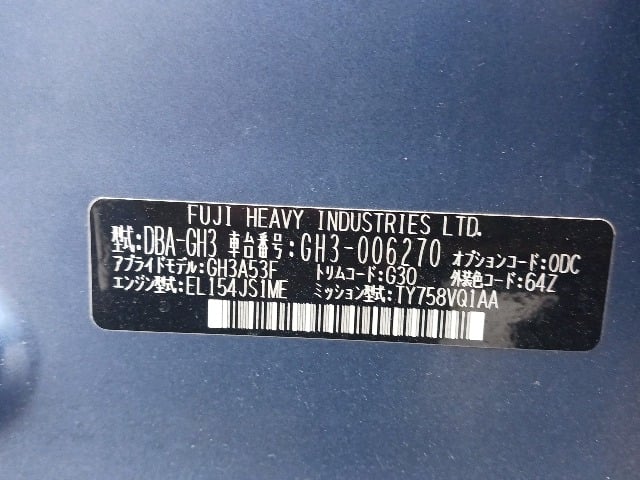 FUJI HEAVY INDUSTRIES LTD.
型式:DBA-GH3 車台番号:GH3-006270 オプションコード:0DC
アプライドモデル:GH3A53F トリムコード:G30 外装色コード:64Z
エンジン型式:EL154JS1ME ミッション型式:TY758VQ1AA